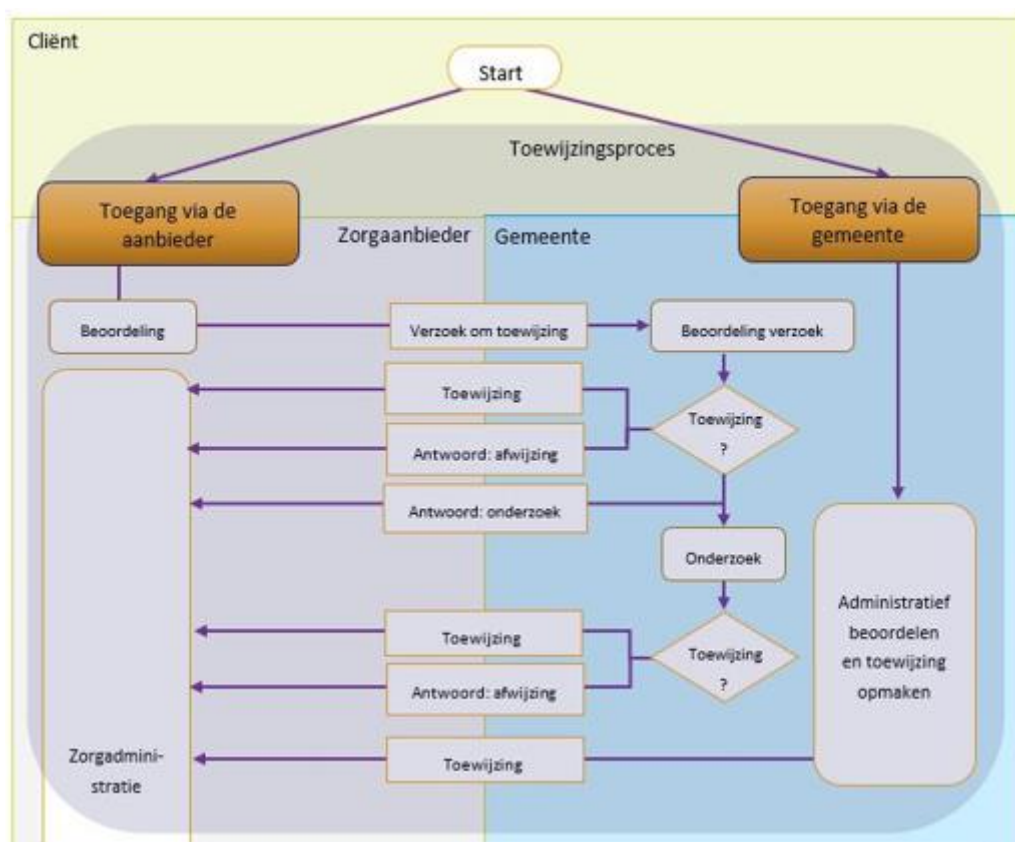 Cliënt
Start
Toewijzingsproces
Toegang via de
aanbieder
Toegang via de
gemeente
Zorgaanbieder
Gemeente
Beoordeling
Verzoek om toewijzing
Beoordeling verzoek
Toewijzing
Toewijzing
?
Antwoord: afwijzing
Antwoord: onderzoek
Onderzoek
Administratief
beoordelen
en toewijzing
opmaken
Toewijzing
Toewijzing
?
Antwoord: afwijzing
Zorgadmini-
stratie
Toewijzing